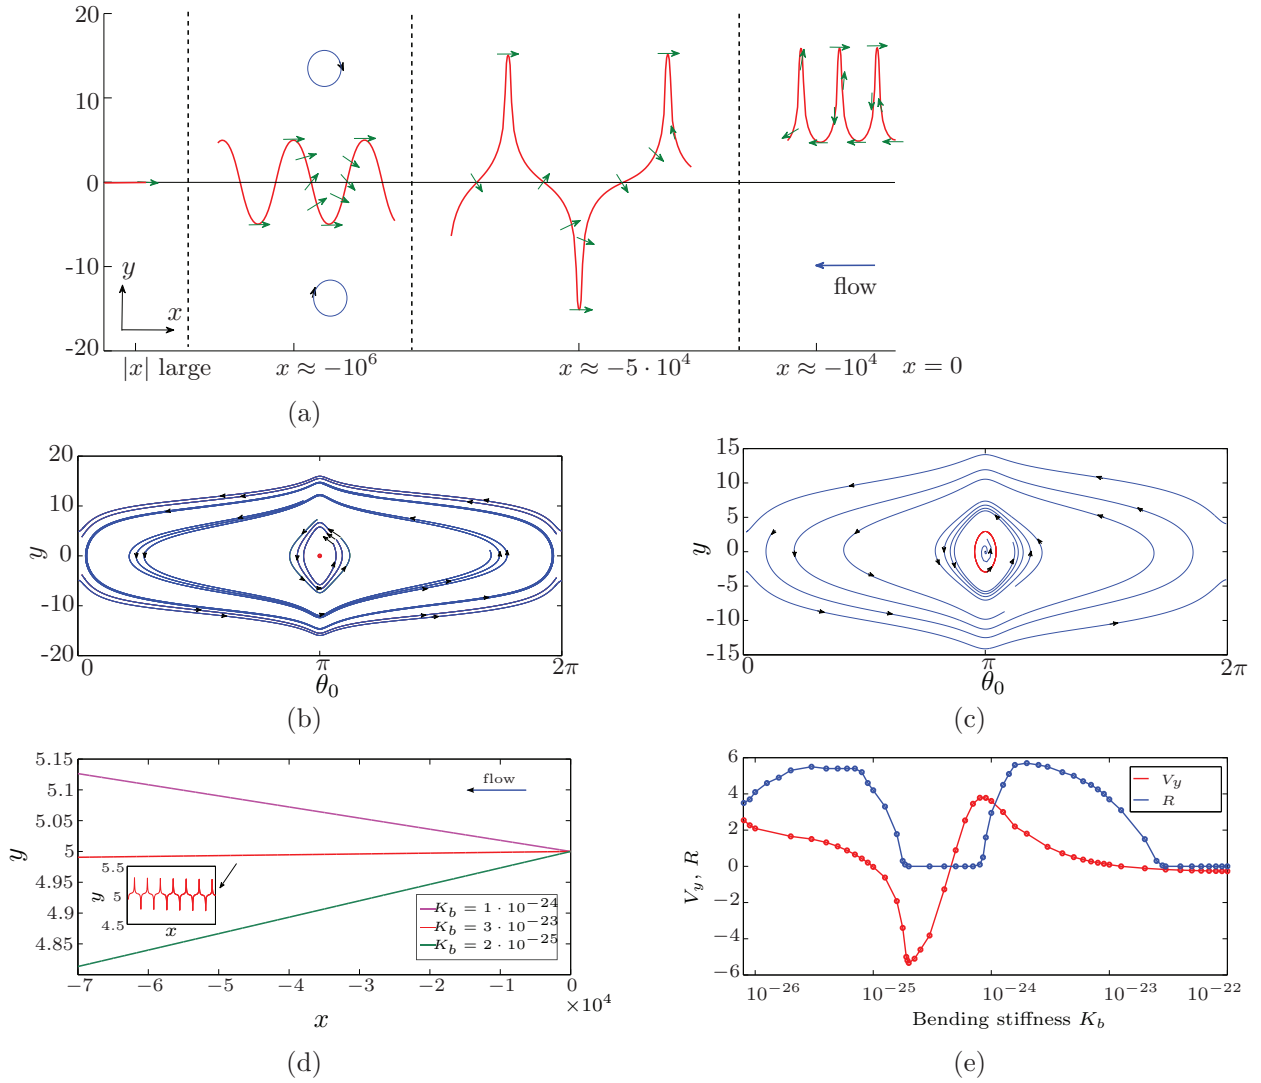 20
10
0
-10
-20
y
x
flow
|x| large
x ≈ −10^6
x ≈ −5 · 10^4
x ≈ −10^4
x = 0
(a)
20
10
0
-10
-20
y
0
π
2π
θ_0
(b)
15
10
5
0
-5
-10
-15
y
0
π
2π
θ_0
(c)
5.15
5.1
5.05
5
4.95
4.9
4.85
y
flow
5.5
5
4.5
y
x
K_b = 1 · 10^{−24}
K_b = 3 · 10^{−23}
K_b = 2 · 10^{−25}
−7
−6
−5
−4
−3
−2
−1
0
×10^4
x
(d)
6
4
2
0
−2
−4
−6
V_y, R
V_y
R
10^{−26}
10^{−25}
10^{−24}
10^{−23}
10^{−22}
Bending stiffness K_b
(e)